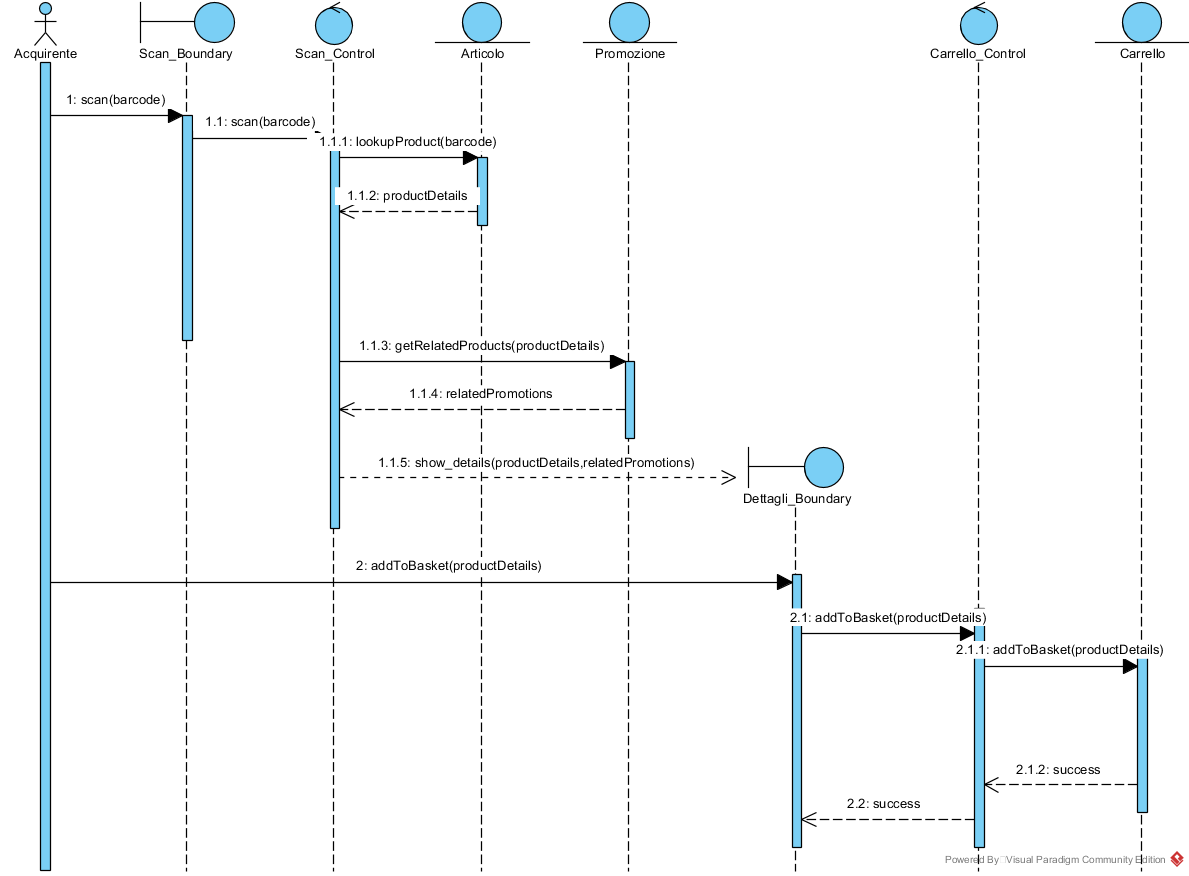 Acquirente
Scan_Boundary
Scan_Control
Articolo
Promozione
Carrello_Control
Carrello
1: scan(barcode)
1.1: scan(barcode)
1.1.1: lookupProduct(barcode)
1.1.2: productDetails
1.1.3: getRelatedProducts(productDetails)
1.1.4: relatedPromotions
1.1.5: show_details(productDetails,relatedPromotions)
Dettagli_Boundary
2: addToBasket(productDetails)
2.1: addToBasket(productDetails)
2.1.1: addToBasket(productDetails)
2.1.2: success
2.2: success
Powered By Visual Paradigm Community Edition